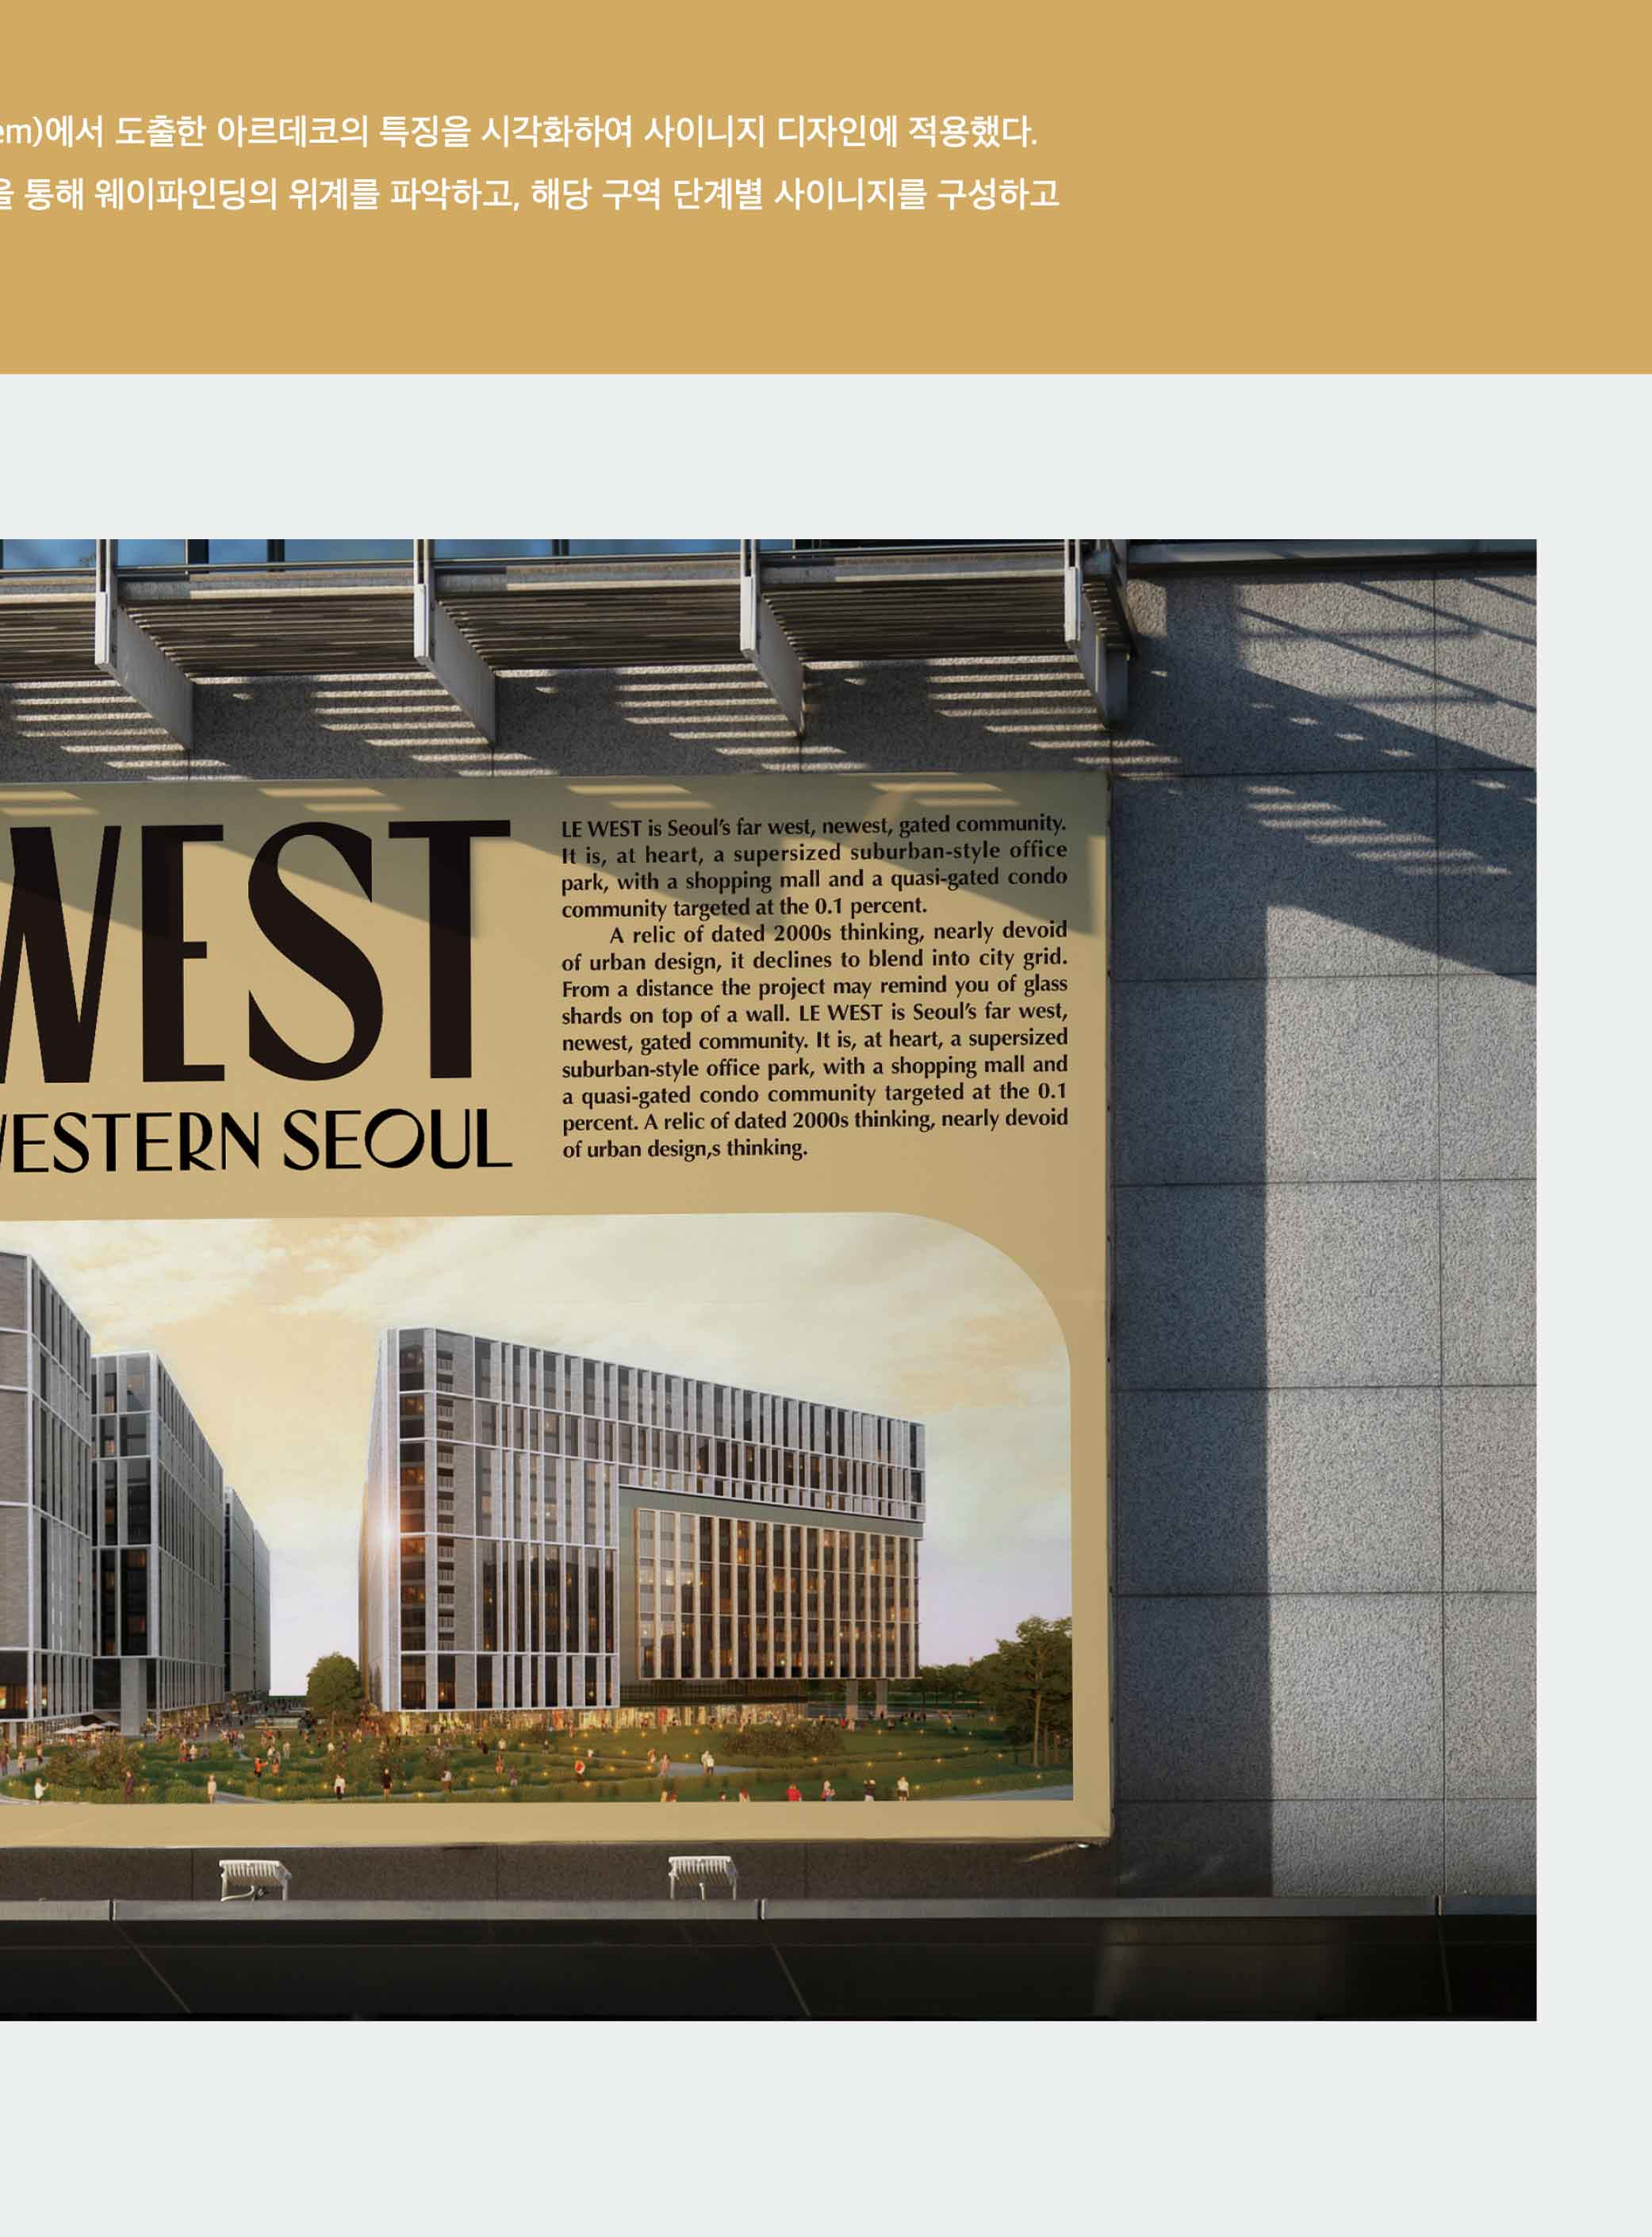 em)에서 도출한 아르데코의 특징을 시각화하여 사이니지 디자인에 적용했다.
을 통해 웨이파인딩의 위계를 파악하고, 해당 구역 단계별 사이니지를 구성하고
WEST
WESTERN SEOUL
LE WEST is Seoul’s far west, newest, gated community.
It is, at heart, a supersized suburban-style office
park, with a shopping mall and a quasi-gated condo
community targeted at the 0.1 percent.
A relic of dated 2000s thinking, nearly devoid
of urban design, it declines to blend into city grid.
From a distance the project may remind you of glass
shards on top of a wall. LE WEST is Seoul’s far west,
newest, gated community. It is, at heart, a supersized
suburban-style office park, with a shopping mall and
a quasi-gated condo community targeted at the 0.1
percent. A relic of dated 2000s thinking, nearly devoid
of urban design,s thinking.